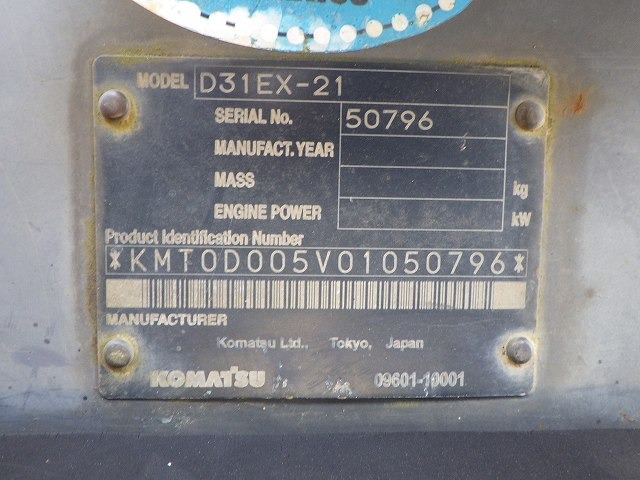 MODEL D31EX-21
SERIAL No. 50796
MANUFACT.YEAR
MASS kg
ENGINE POWER kW
Product Identification Number
*KMT0D005V01050796*
MANUFACTURER
Komatsu Ltd., Tokyo, Japan
KOMATSU 09601-10001